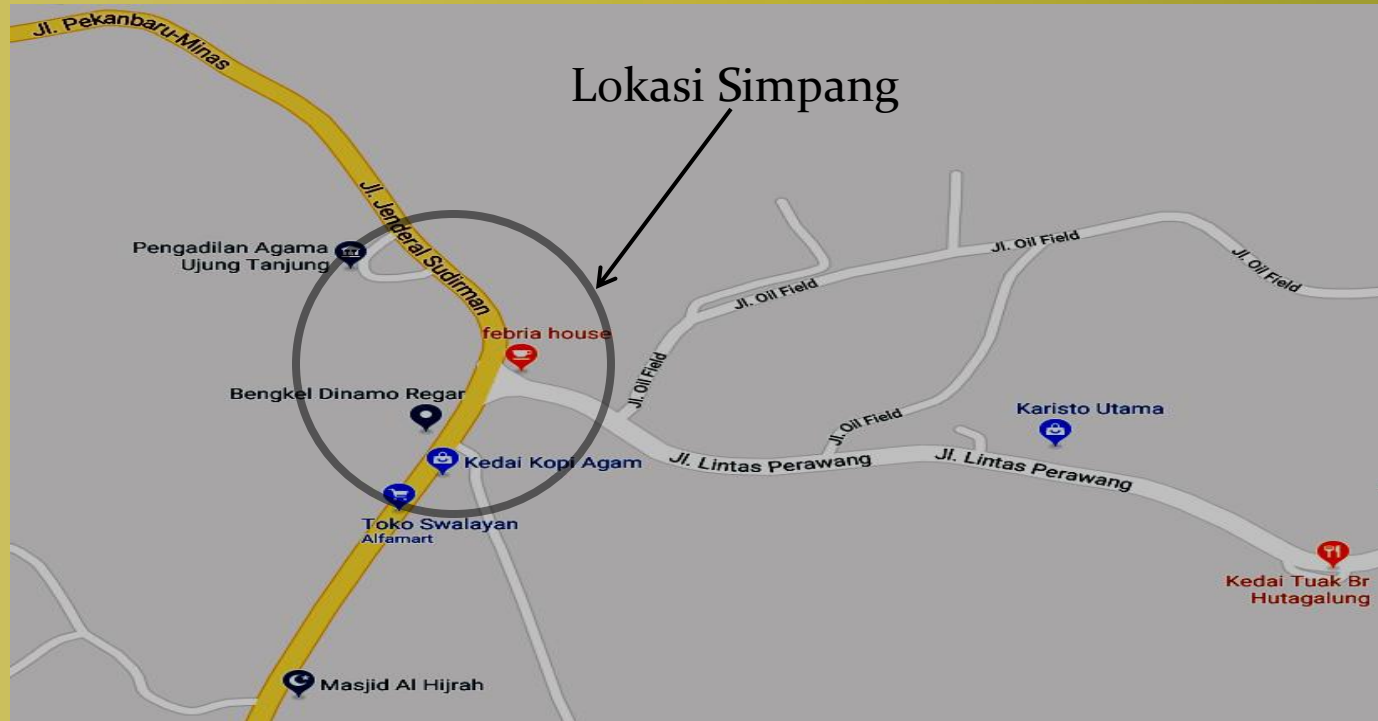 Jl. Pekanbaru-Minas
Lokasi Simpang
Jl. Jenderal Sudirman
Pengadilan Agama
Ujung Tanjung
Jl. Oil Field
Jl. Oil Field
Jl. Oil Field
febria house
Jl. Oil Field
Bengkel Dinamo Regar
Karisto Utama
Jl. Oil Field
Kedai Kopi Agam
Jl. Lintas Perawang
Jl. Lintas Perawang
Toko Swalayan
Alfamart
Kedai Tuak Br
Hutagalung
Masjid Al Hijrah